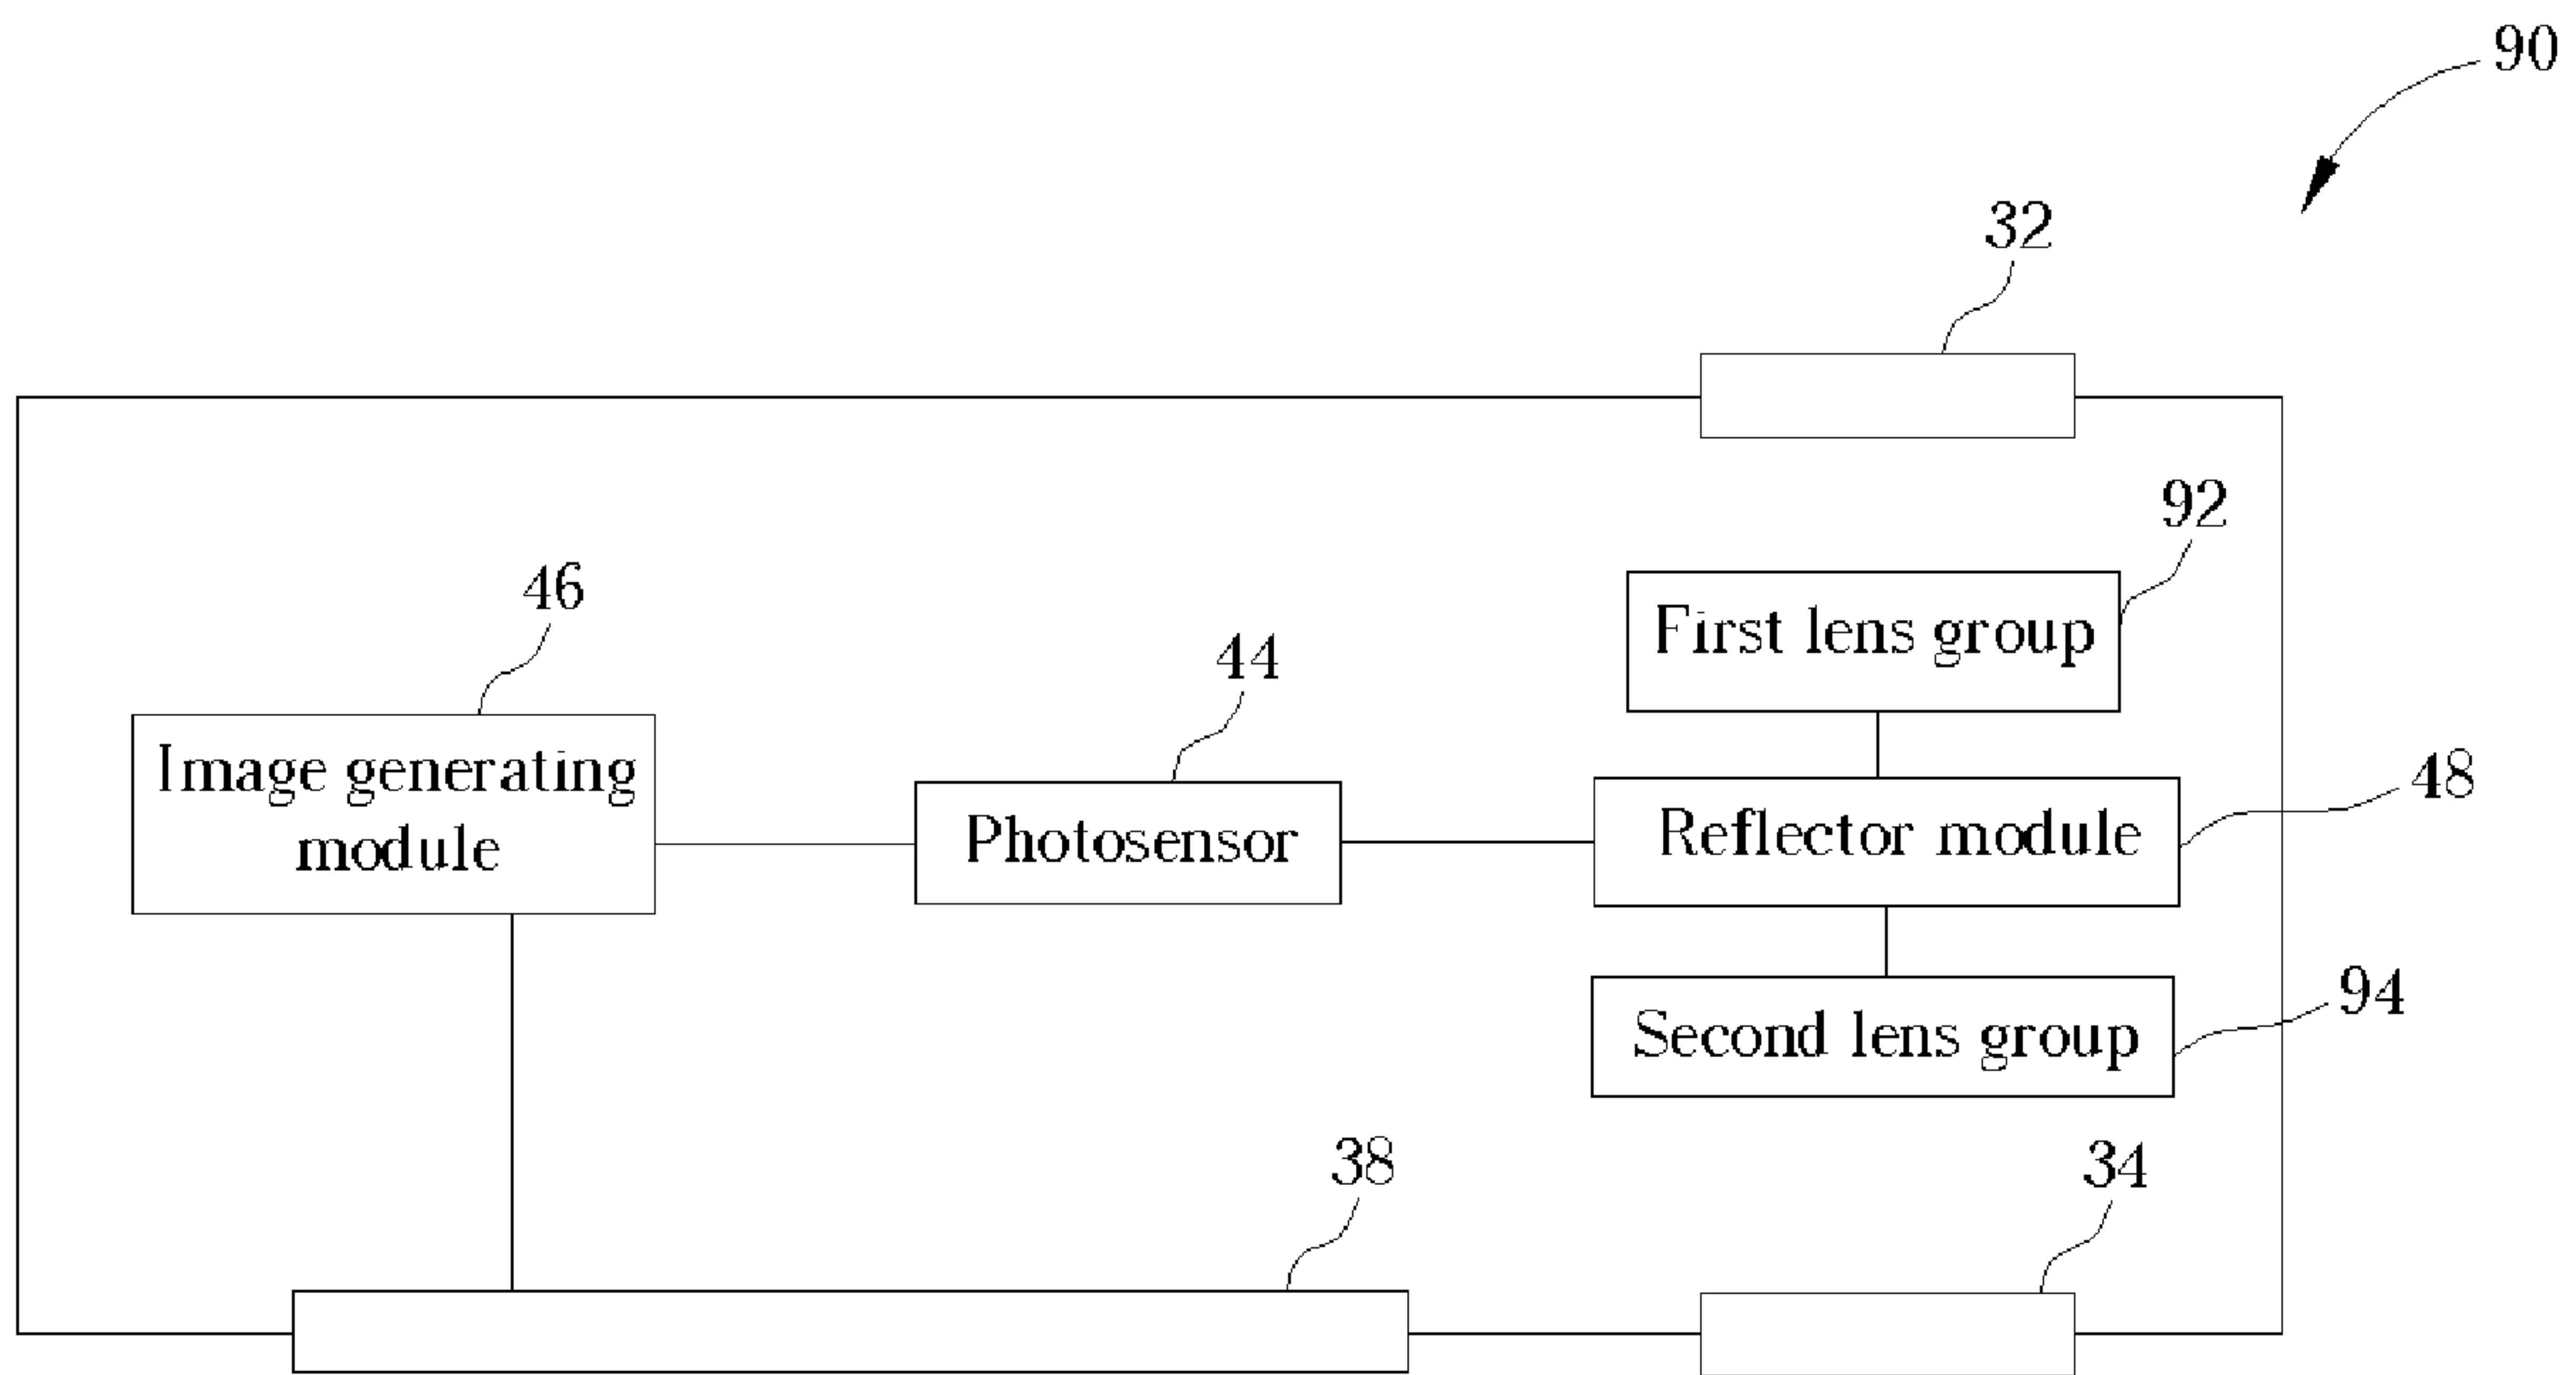 90
32
92
First lens group
46
44
Image generating
module
Photosensor
Reflector module
48
Second lens group
94
38
34